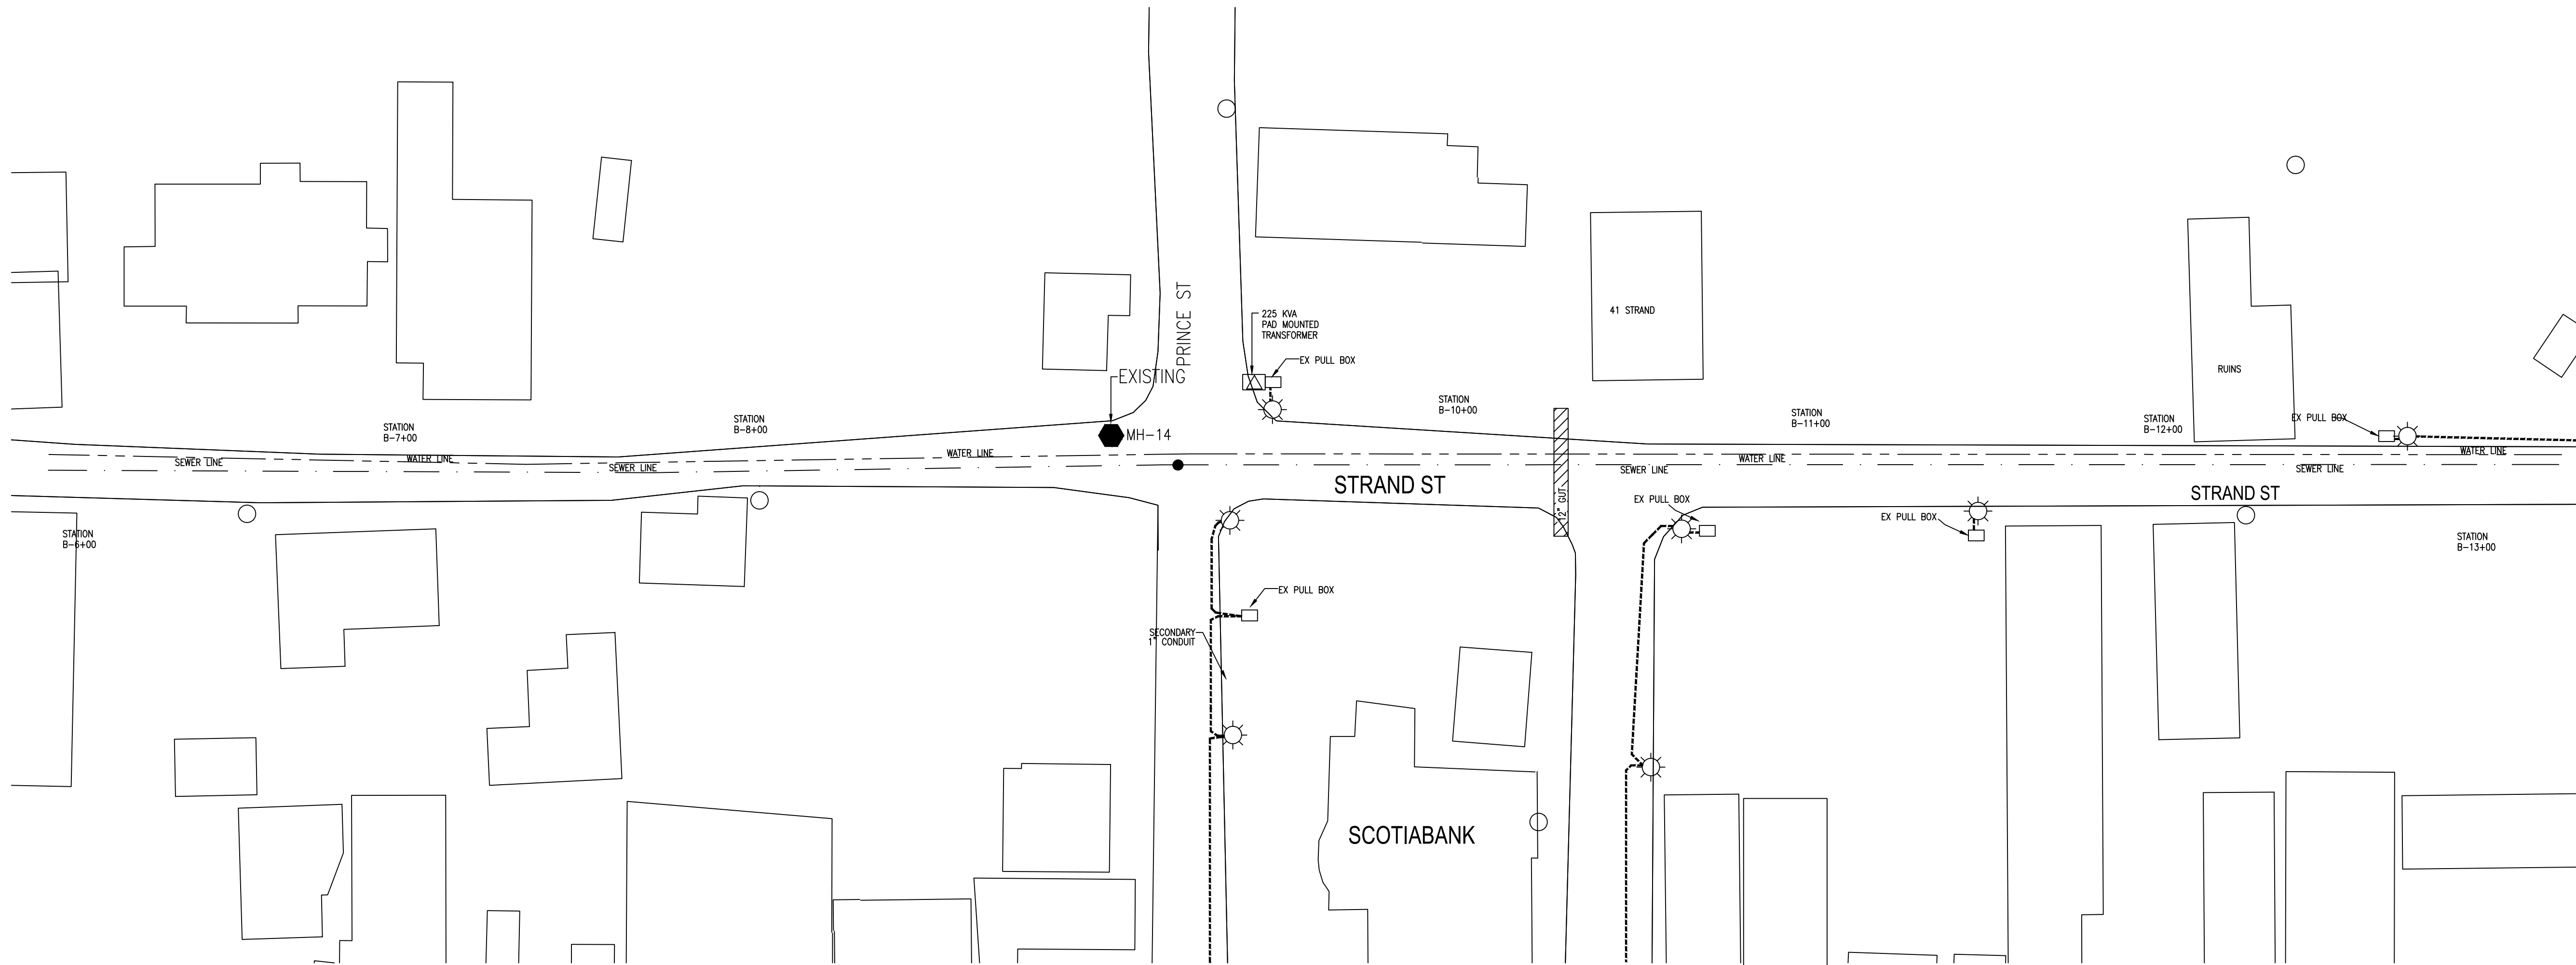 PRINCE ST
225 KVA
PAD MOUNTED
TRANSFORMER
EX PULL BOX
41 STRAND
RUINS
EXISTING
MH-14
STATION
B-7+00
STATION
B-8+00
STATION
B-10+00
STATION
B-11+00
STATION
B-12+00
EX PULL BOX
SEWER LINE
WATER LINE
SEWER LINE
WATER LINE
SEWER LINE
WATER LINE
SEWER LINE
WATER LINE
STRAND ST
STRAND ST
12" GUT
EX PULL BOX
EX PULL BOX
STATION
B-6+00
STATION
B-13+00
EX PULL BOX
SECONDARY
1" CONDUIT
SCOTIABANK